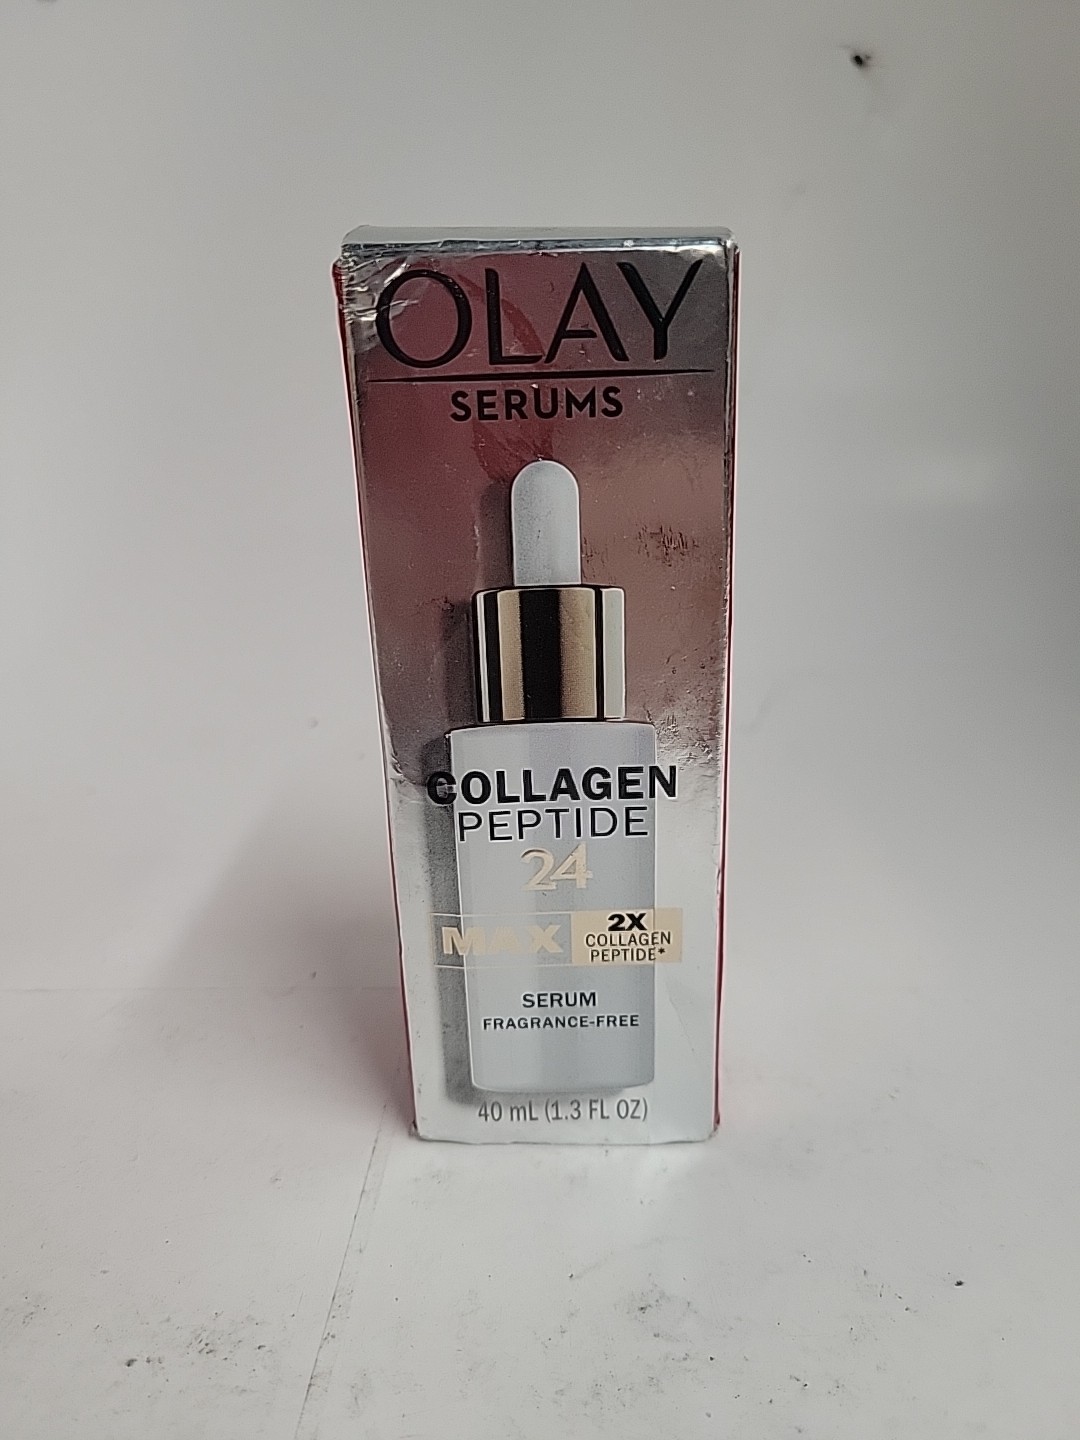 OLAY
SERUMS
COLLAGEN
PEPTIDE
24
MAX
2X
COLLAGEN
PEPTIDE*
SERUM
FRAGRANCE-FREE
40 mL (1.3 FL OZ)